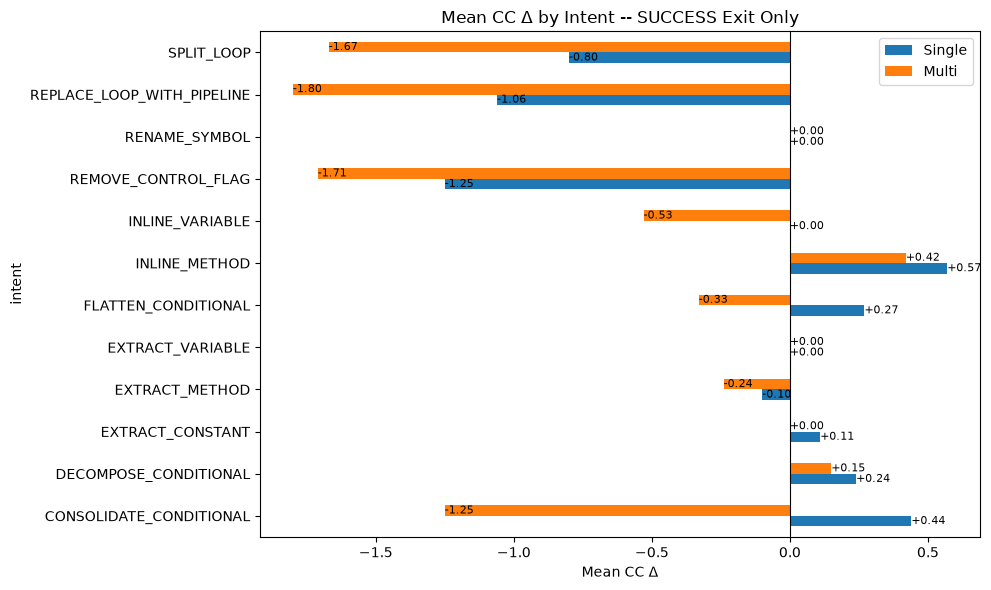 Mean CC Δ by Intent -- SUCCESS Exit Only
Single
Multi
intent
SPLIT_LOOP
-1.67
-0.80
REPLACE_LOOP_WITH_PIPELINE
-1.80
-1.06
RENAME_SYMBOL
+0.00
+0.00
REMOVE_CONTROL_FLAG
-1.71
-1.25
INLINE_VARIABLE
-0.53
+0.00
INLINE_METHOD
+0.42
+0.57
FLATTEN_CONDITIONAL
-0.33
+0.27
EXTRACT_VARIABLE
+0.00
+0.00
EXTRACT_METHOD
-0.24
-0.10
EXTRACT_CONSTANT
+0.00
+0.11
DECOMPOSE_CONDITIONAL
+0.15
+0.24
CONSOLIDATE_CONDITIONAL
-1.25
+0.44
−1.5 −1.0 −0.5 0.0 0.5
Mean CC Δ